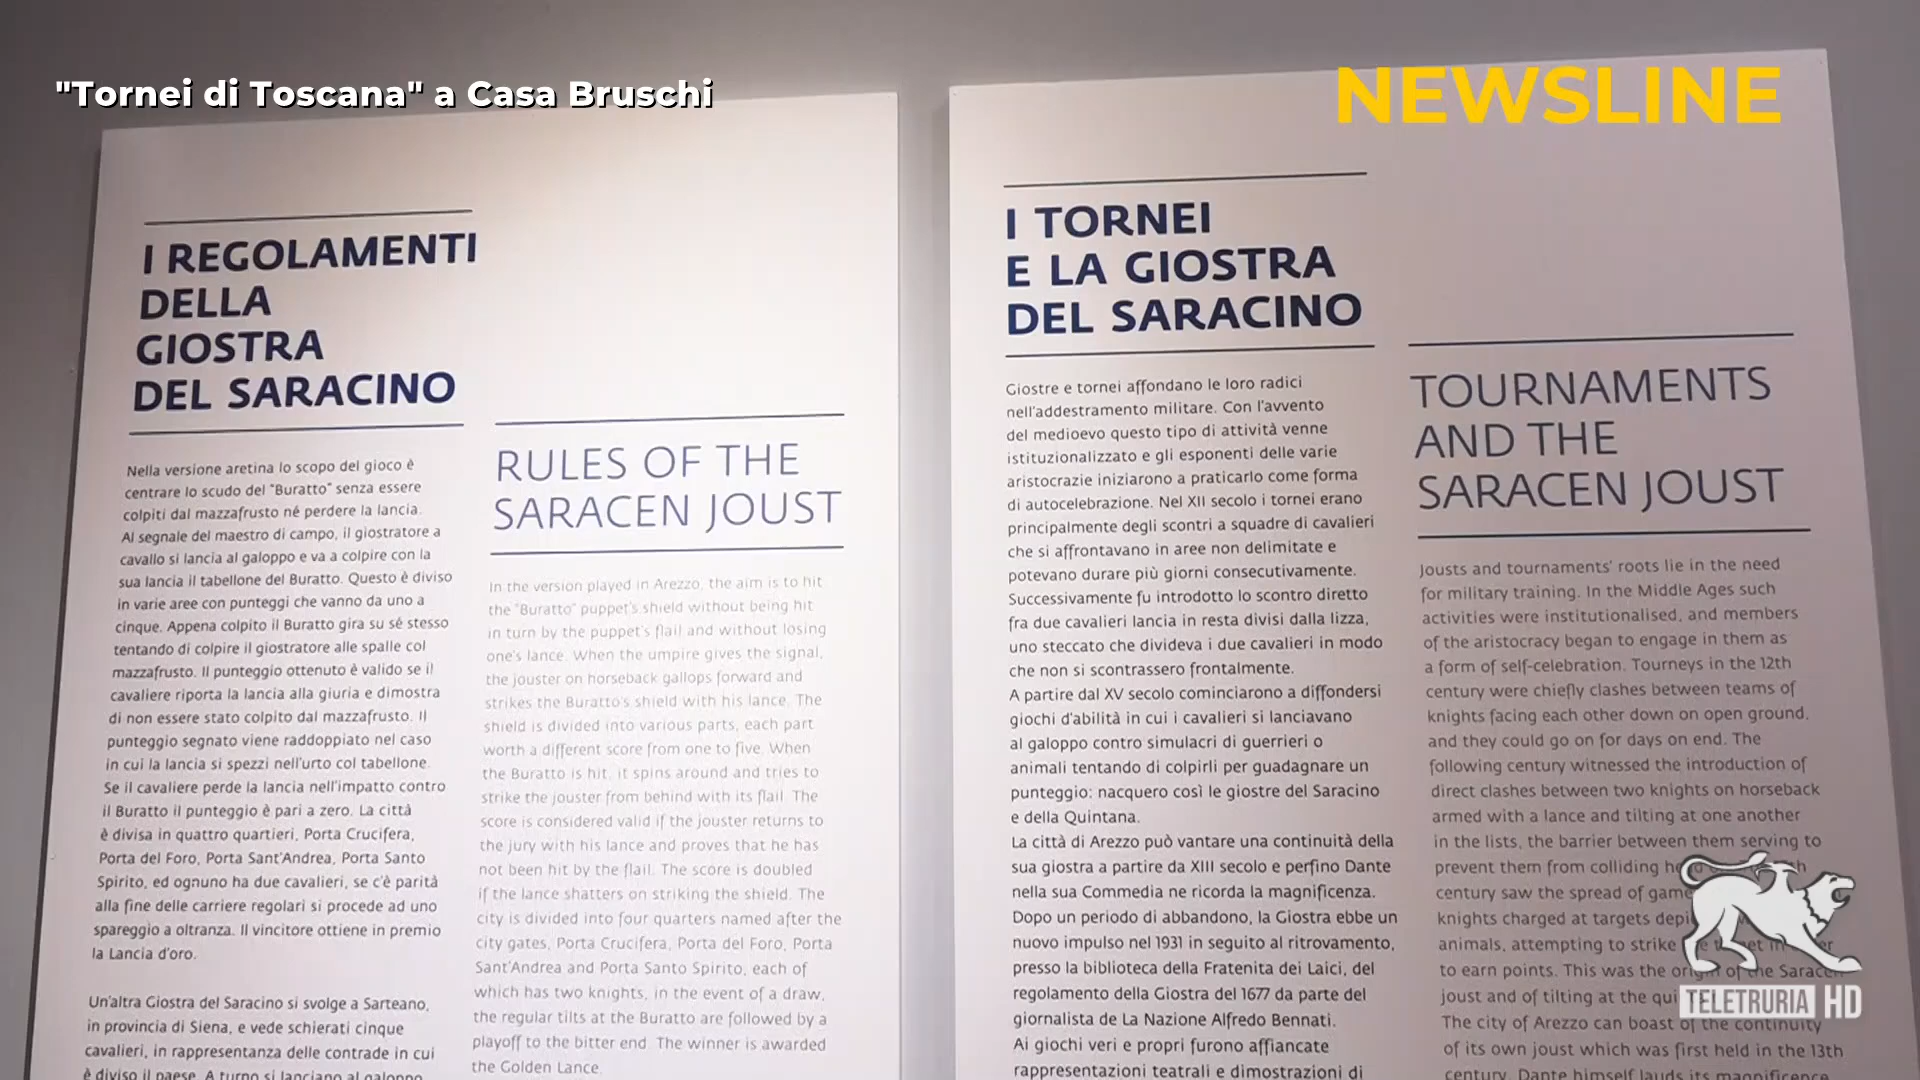 "Tornei di Toscana" a Casa Bruschi
NEWSLINE
I REGOLAMENTI
DELLA
GIOSTRA
DEL SARACINO
Nella versione aretina lo scopo del gioco è
centrare lo scudo del "Buratto" senza essere
colpiti dal mazzafrusto né perdere la lancia.
Al segnale del maestro di campo, il giostratore a
cavallo si lancia al galoppo e va a colpire con la
sua lancia il tabellone del Buratto. Questo è diviso
in varie aree con punteggi che vanno da uno a
cinque. Appena colpito il Buratto gira su sé stesso
tentando di colpire il giostratore alle spalle col
mazzafrusto. Il punteggio ottenuto è valido se il
cavaliere riporta la lancia alla giuria e dimostra
di non essere stato colpito dal mazzafrusto. Il
punteggio segnato viene raddoppiato nel caso
in cui la lancia si spezzi nell'urto col tabellone.
Se il cavaliere perde la lancia nell'impatto contro
il Buratto il punteggio è pari a zero. La città
è divisa in quattro quartieri, Porta Crucifera,
Porta del Foro, Porta Sant'Andrea, Porta Santo
Spirito, ed ognuno ha due cavalieri, se c'è parità
alla fine delle carriere regolari si procede ad uno
spareggio a oltranza. Il vincitore ottiene in premio
la Lancia d'oro.
Un'altra Giostra del Saracino si svolge a Sarteano,
in provincia di Siena, e vede schierati cinque
cavalieri, in rappresentanza delle contrade in cui
è diviso il paese. A turno si lanciano al galoppo
RULES OF THE
SARACEN JOUST
In the version played in Arezzo, the aim is to hit
the "Buratto" puppet's shield without being hit
in turn by the puppet's flail and without losing
one's lance. When the umpire gives the signal,
the jouster on horseback gallops forward and
strikes the Buratto's shield with his lance. The
shield is divided into various parts, each part
worth a different score from one to five. When
the Buratto is hit, it spins around and tries to
strike the jouster from behind with its flail. The
score is considered valid if the jouster returns to
the jury with his lance and proves that he has
not been hit by the flail. The score is doubled
if the lance shatters on striking the shield. The
city is divided into four quarters named after the
city gates, Porta Crucifera, Porta del Foro, Porta
Sant'Andrea and Porta Santo Spirito, each of
which has two knights, in the event of a draw,
the regular tilts at the Buratto are followed by a
playoff to the bitter end. The winner is awarded
the Golden Lance.
I TORNEI
E LA GIOSTRA
DEL SARACINO
Giostre e tornei affondano le loro radici
nell'addestramento militare. Con l'avvento
del medioevo questo tipo di attività venne
istituzionalizzato e gli esponenti delle varie
aristocrazie iniziarono a praticarlo come forma
di autocelebrazione. Nel XII secolo i tornei erano
principalmente degli scontri a squadre di cavalieri
che si affrontavano in aree non delimitate e
potevano durare più giorni consecutivamente.
Successivamente fu introdotto lo scontro diretto
fra due cavalieri lancia in resta divisi dalla lizza,
uno steccato che divideva i due cavalieri in modo
che non si scontrassero frontalmente.
A partire dal XV secolo cominciarono a diffondersi
giochi d'abilità in cui i cavalieri si lanciavano
al galoppo contro simulacri di guerrieri o
animali tentando di colpirli per guadagnare un
punteggio: nacquero così le giostre del Saracino
e della Quintana.
La città di Arezzo può vantare una continuità della
sua giostra a partire da XIII secolo e perfino Dante
nella sua Commedia ne ricorda la magnificenza.
Dopo un periodo di abbandono, la Giostra ebbe un
nuovo impulso nel 1931 in seguito al ritrovamento,
presso la biblioteca della Fratenita dei Laici, del
regolamento della Giostra del 1677 da parte del
giornalista de La Nazione Alfredo Bennati.
Ai giochi veri e propri furono affiancate
rappresentazioni teatrali e dimostrazioni di
TOURNAMENTS
AND THE
SARACEN JOUST
Jousts and tournaments' roots lie in the need
for military training. In the Middle Ages such
activities were institutionalised, and members
of the aristocracy began to engage in them as
a form of self-celebration. Tourneys in the 12th
century were chiefly clashes between teams of
knights facing each other down on open ground,
and they could go on for days on end. The
following century witnessed the introduction of
direct clashes between two knights on horseback
armed with a lance and tilting at one another
in the lists, the barrier between them serving to
prevent them from colliding
century saw the spread of
knights charged at targets
animals, attempting to strike
to earn points. This was the origin of the Saracen
joust and of tilting at the
The city of Arezzo can boast of the continuity
of its own joust which was first held in the 13th
century. Dante himself lauds its magnificence
TELETRURIA HD